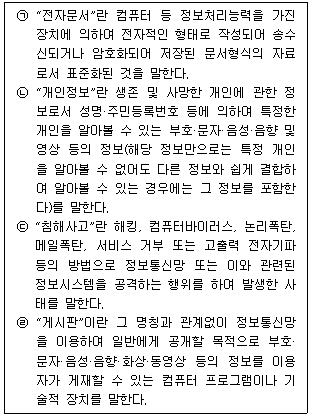 ㉠ “전자문서”란 컴퓨터 등 정보처리능력을 가진
장치에 의하여 전자적인 형태로 작성되어 송수
신되거나 암호화되어 저장된 문서형식의 자료
로서 표준화된 것을 말한다.
㉡ “개인정보”란 생존 및 사망한 개인에 관한 정
보로서 성명·주민등록번호 등에 의하여 특정한
개인을 알아볼 수 있는 부호·문자·음성·음향 및
영상 등의 정보(해당 정보만으로는 특정 개인
을 알아볼 수 없어도 다른 정보와 쉽게 결합하
여 알아볼 수 있는 경우에는 그 정보를 포함한
다)를 말한다.
㉢ “침해사고”란 해킹, 컴퓨터바이러스, 논리폭탄,
메일폭탄, 서비스 거부 또는 고출력 전자기파
등의 방법으로 정보통신망 또는 이와 관련된
정보시스템을 공격하는 행위를 하여 발생한 사
태를 말한다.
㉣ “게시판”이란 그 명칭과 관계없이 정보통신망
을 이용하여 일반에게 공개할 목적으로 부호·
문자·음성·음향·화상·동영상 등의 정보를 이용
자가 게재할 수 있는 컴퓨터 프로그램이나 기
술적 장치를 말한다.